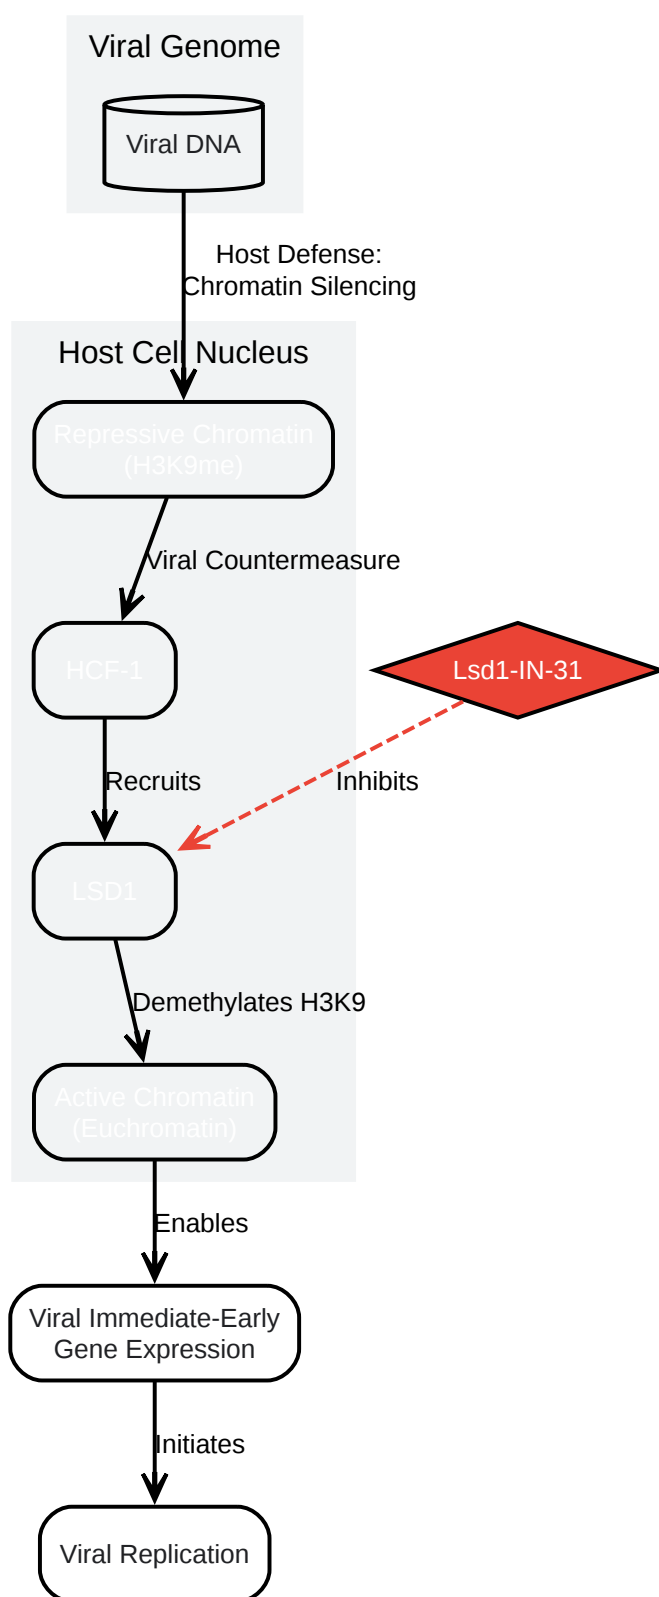 Viral Genome
Viral DNA
Host Defense:
Chromatin Silencing
Host Cell Nucleus
Repressive Chromatin
(H3K9me)
Viral Countermeasure
HCF-1
Lsd1-IN-31
Recruits
Inhibits
LSD1
Demethylates H3K9
Active Chromatin
(Euchromatin)
Enables
Viral Immediate-Early
Gene Expression
Initiates
Viral Replication